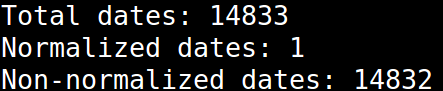 Total dates: 14833
Normalized dates: 1
Non-normalized dates: 14832